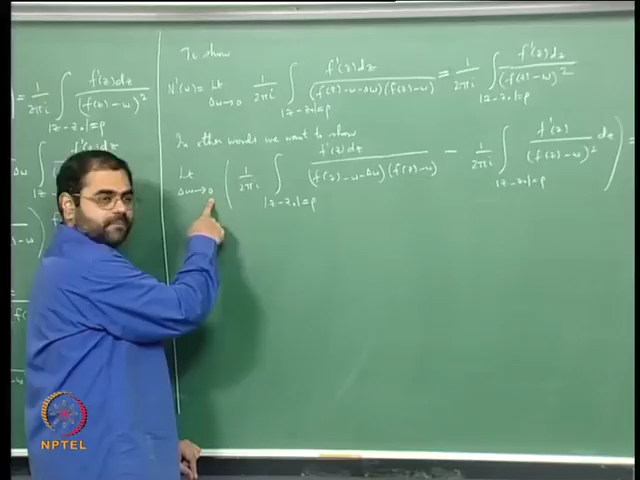 To show
N'(w) = Lt Δw→0 1/2πi ∫ |z-z₀|=ρ f'(z)dz / (f(z)-w-Δw)(f(z)-w) = 1/2πi ∫ |z-z₀|=ρ f'(z)dz / (f(z)-w)²
In other words we want to show
Lt Δw→0 ( 1/2πi ∫ |z-z₀|=ρ f'(z)dz / (f(z)-w-Δw)(f(z)-w) - 1/2πi ∫ |z-z₀|=ρ f'(z) / (f(z)-w)² dz ) =
= 1/2πi ∫ |z-z₀|=ρ f'(z)dz / (f(z)-w)²
NPTEL